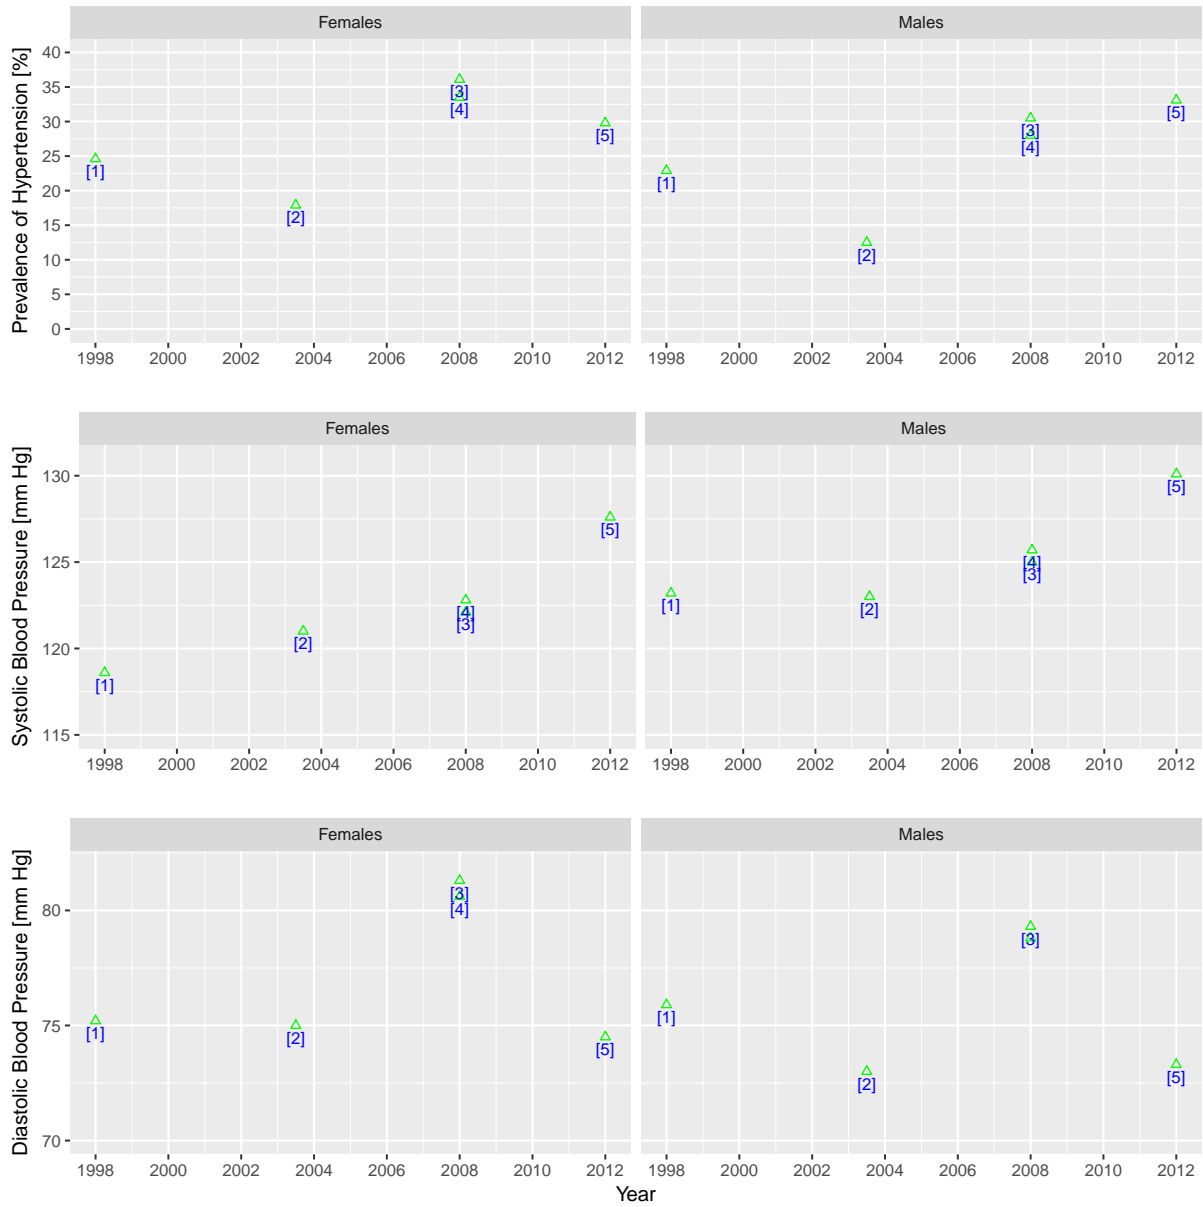 Females
Males
Prevalence of Hypertension [%]
40
35
30
25
20
15
10
5
0
[1]
[2]
[3]
[4]
[5]
[1]
[2]
[3]
[4]
[5]
1998 2000 2002 2004 2006 2008 2010 2012
1998 2000 2002 2004 2006 2008 2010 2012
Females
Males
Systolic Blood Pressure [mm Hg]
130
125
120
115
[1]
[2]
[4]
[3]
[5]
[1]
[2]
[4]
[3]
[5]
1998 2000 2002 2004 2006 2008 2010 2012
1998 2000 2002 2004 2006 2008 2010 2012
Females
Males
Diastolic Blood Pressure [mm Hg]
80
75
70
[1]
[2]
[3]
[4]
[5]
[1]
[2]
[3]
[5]
1998 2000 2002 2004 2006 2008 2010 2012
1998 2000 2002 2004 2006 2008 2010 2012
Year